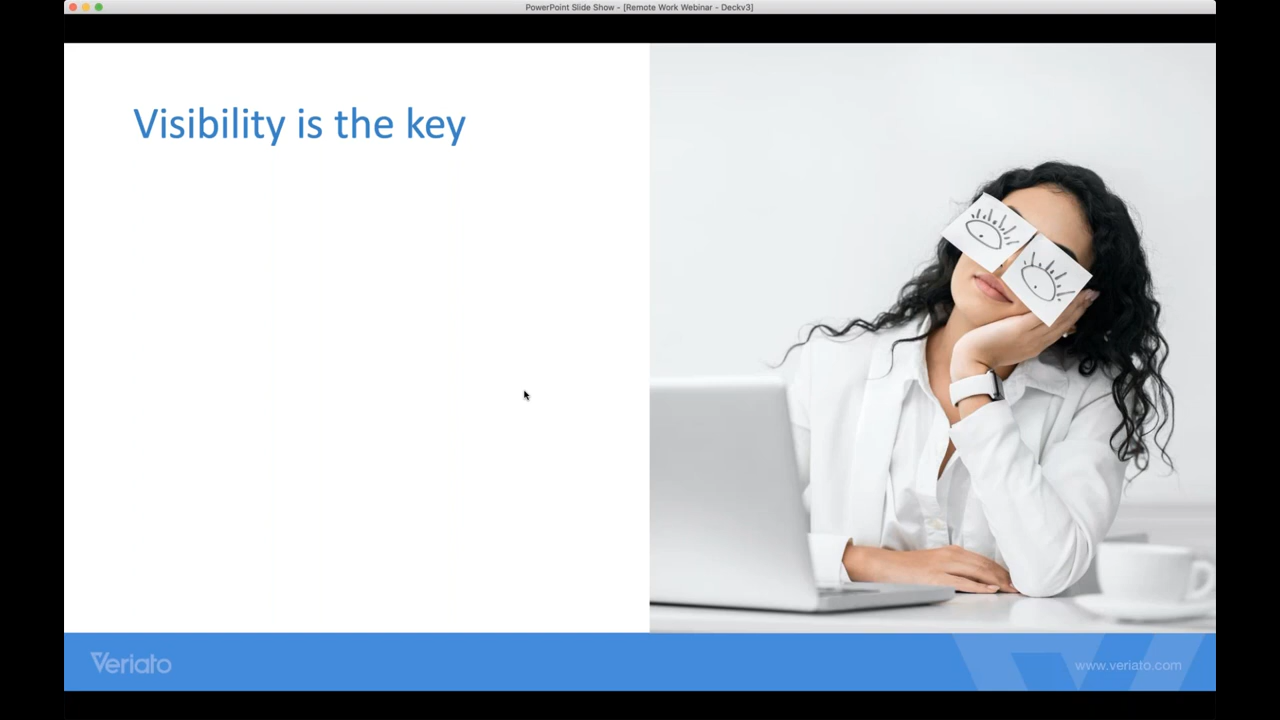 PowerPoint Slide Show - [Remote Work Webinar - Deckv3]
Visibility is the key
Veriato
www.veriato.com